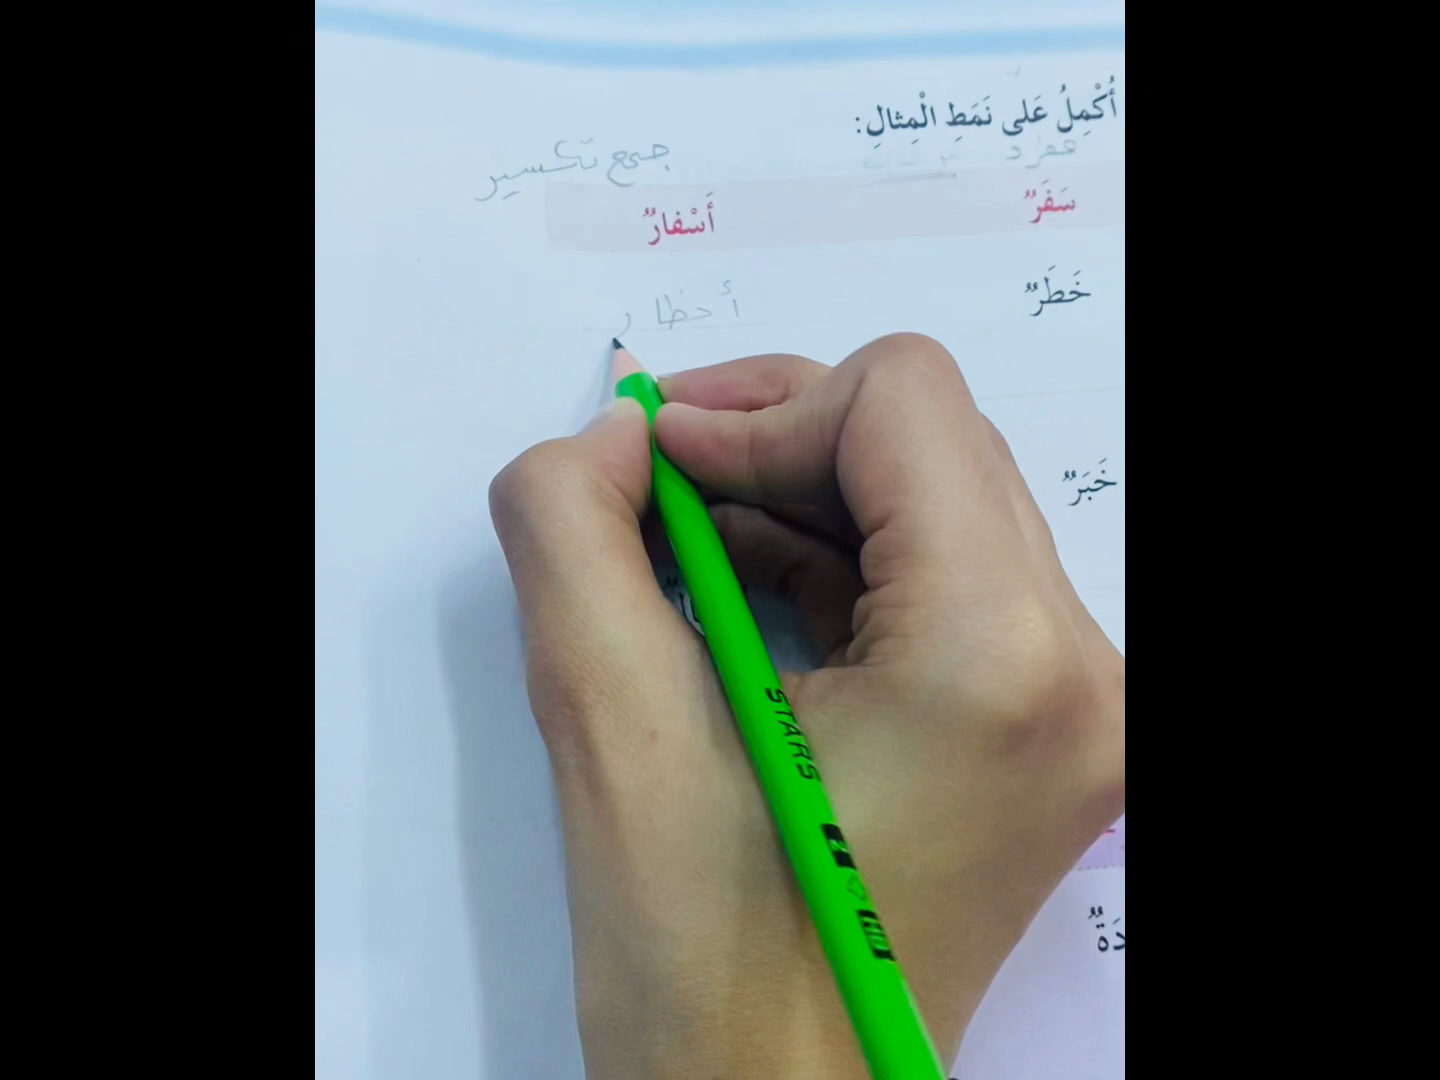 أُكْمِلُ عَلى نَمَطِ الْمِثالِ:
مفرد جمع تكسير
سَفَرٌ أَسْفارٌ
خَطَرٌ أخطار
خَبَرٌ
STARS
دَةٌ